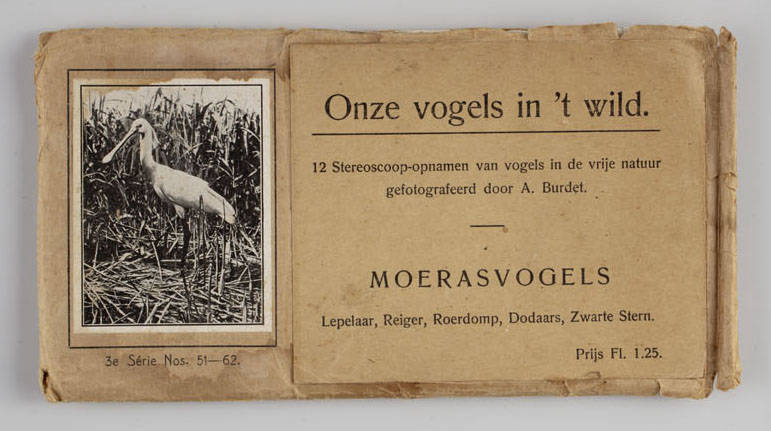 Onze vogels in 't wild.
12 Stereoscoop-opnamen van vogels in de vrije natuur
gefotografeerd door A. Burdet.
MOERASVOGELS
Lepelaar, Reiger, Roerdomp, Dodaars, Zwarte Stern.
Prijs Fl. 1.25.
3e Série Nos. 51—62.